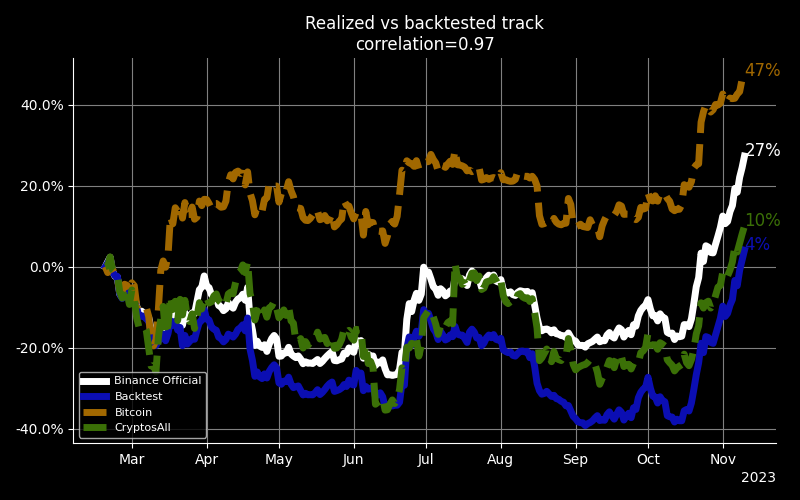 Realized vs backtested track
correlation=0.97
47%
40.0%
27%
20.0%
10%
4%
0.0%
-20.0%
-40.0%
Binance Official
Backtest
Bitcoin
CryptosAll
Mar Apr May Jun Jul Aug Sep Oct Nov
2023